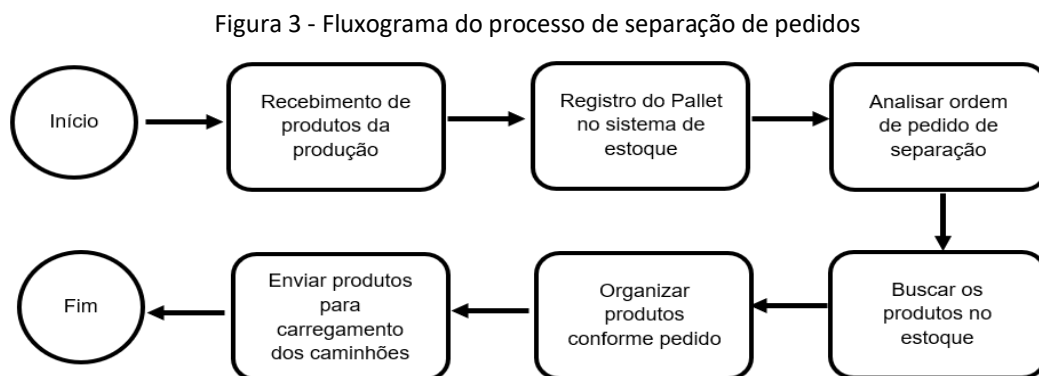 Figura 3 - Fluxograma do processo de separação de pedidos
Início
Recebimento de
produtos da
produção
Registro do Pallet
no sistema de
estoque
Analisar ordem
de pedido de
separação
Buscar os
produtos no
estoque
Organizar
produtos
conforme pedido
Enviar produtos
para
carregamento
dos caminhões
Fim